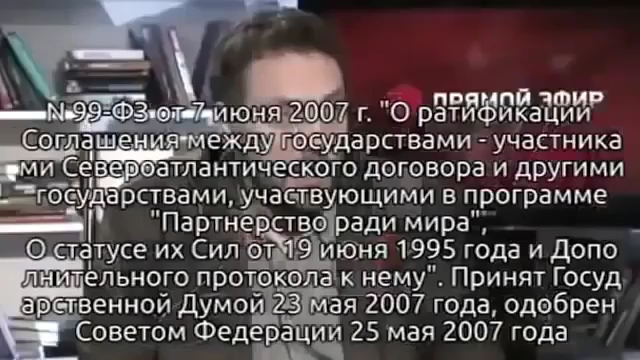 ПРЯМОЙ ЭФИР
N 99-ФЗ от 7 июня 2007 г. "О ратификации
Соглашения между государствами - участника
ми Североатлантического договора и другими
государствами, участвующими в программе
"Партнерство ради мира",
О статусе их Сил от 19 июня 1995 года и Допо
лнительного протокола к нему". Принят Госуд
арственной Думой 23 мая 2007 года, одобрен
Советом Федерации 25 мая 2007 года